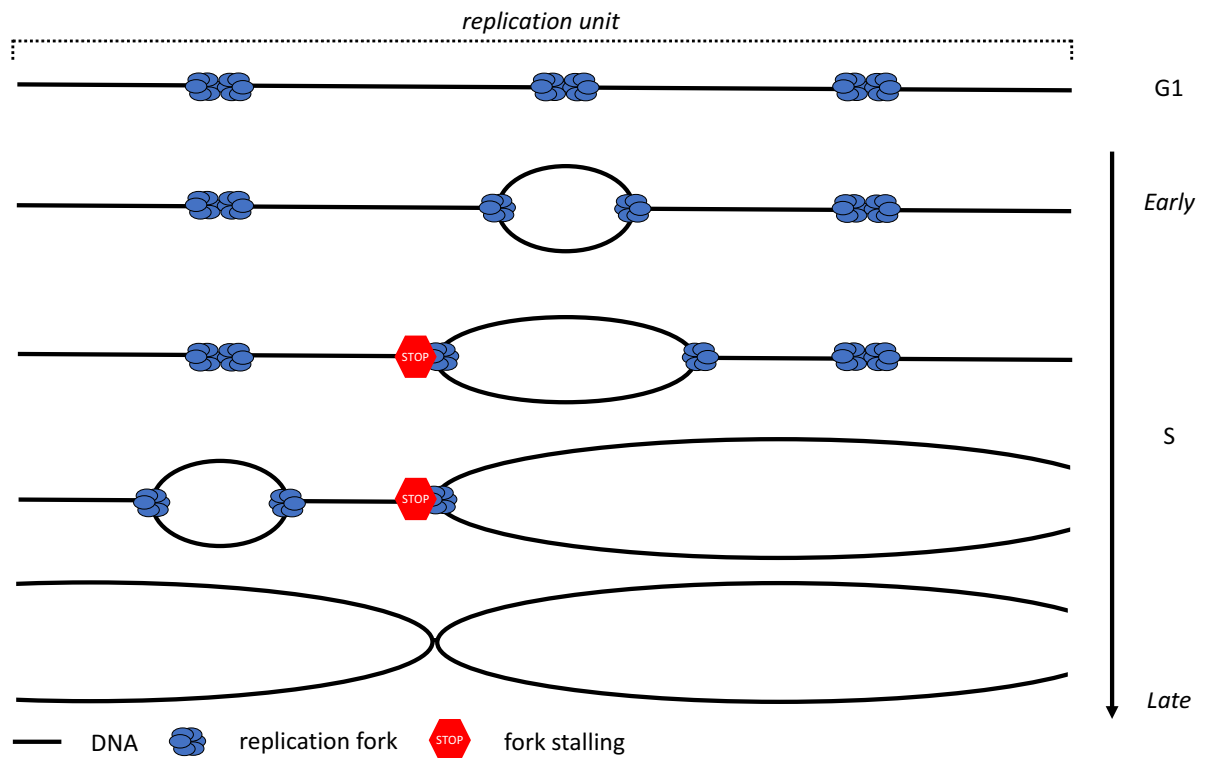 replication unit
G1
Early
STOP
S
STOP
Late
DNA
replication fork
STOP
fork stalling